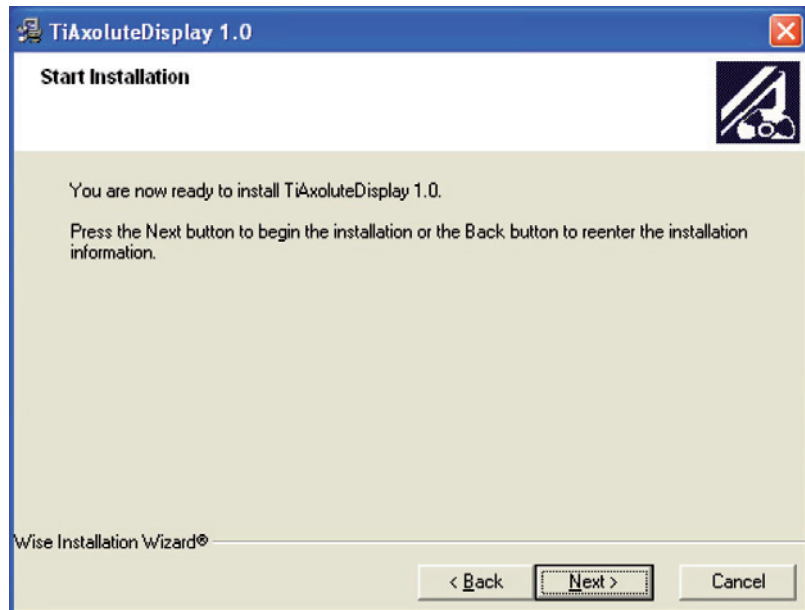 TiAxoluteDisplay 1.0
Start Installation
You are now ready to install TiAxoluteDisplay 1.0.
Press the Next button to begin the installation or the Back button to reenter the installation
information.
Wise Installation Wizard®
< Back
Next >
Cancel